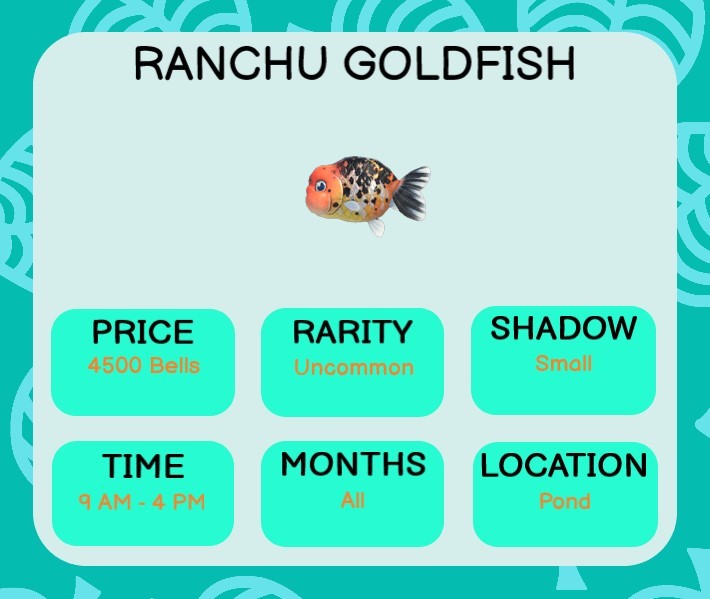 RANCHU GOLDFISH
PRICE
4500 Bells
RARITY
Uncommon
SHADOW
Small
TIME
9 AM - 4 PM
MONTHS
All
LOCATION
Pond